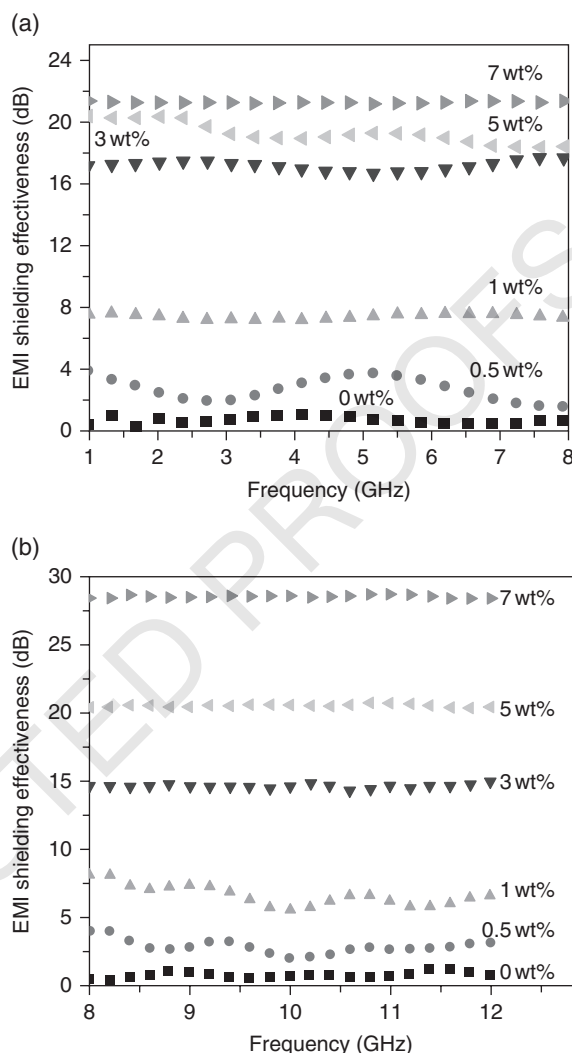 (a)
EMI shielding effectiveness (dB)
24
20
16
12
8
4
0
7 wt%
5 wt%
3 wt%
1 wt%
0.5 wt%
0 wt%
1 2 3 4 5 6 7 8
Frequency (GHz)
(b)
EMI shielding effectiveness (dB)
30
25
20
15
10
5
0
7 wt%
5 wt%
3 wt%
1 wt%
0.5 wt%
0 wt%
8 9 10 11 12
Frequency (GHz)
CTED PROOFS